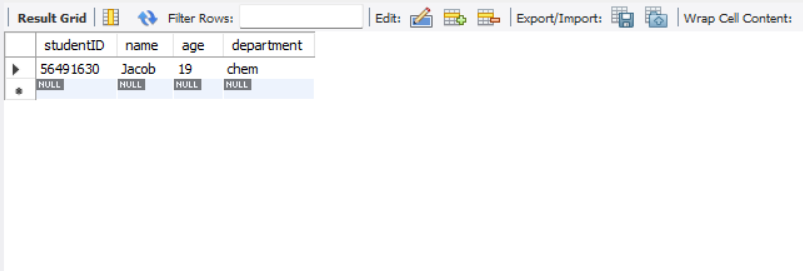 Result Grid Filter Rows: Edit: Export/Import: Wrap Cell Content:
studentID name age department
56491630 Jacob 19 chem
NULL NULL NULL NULL